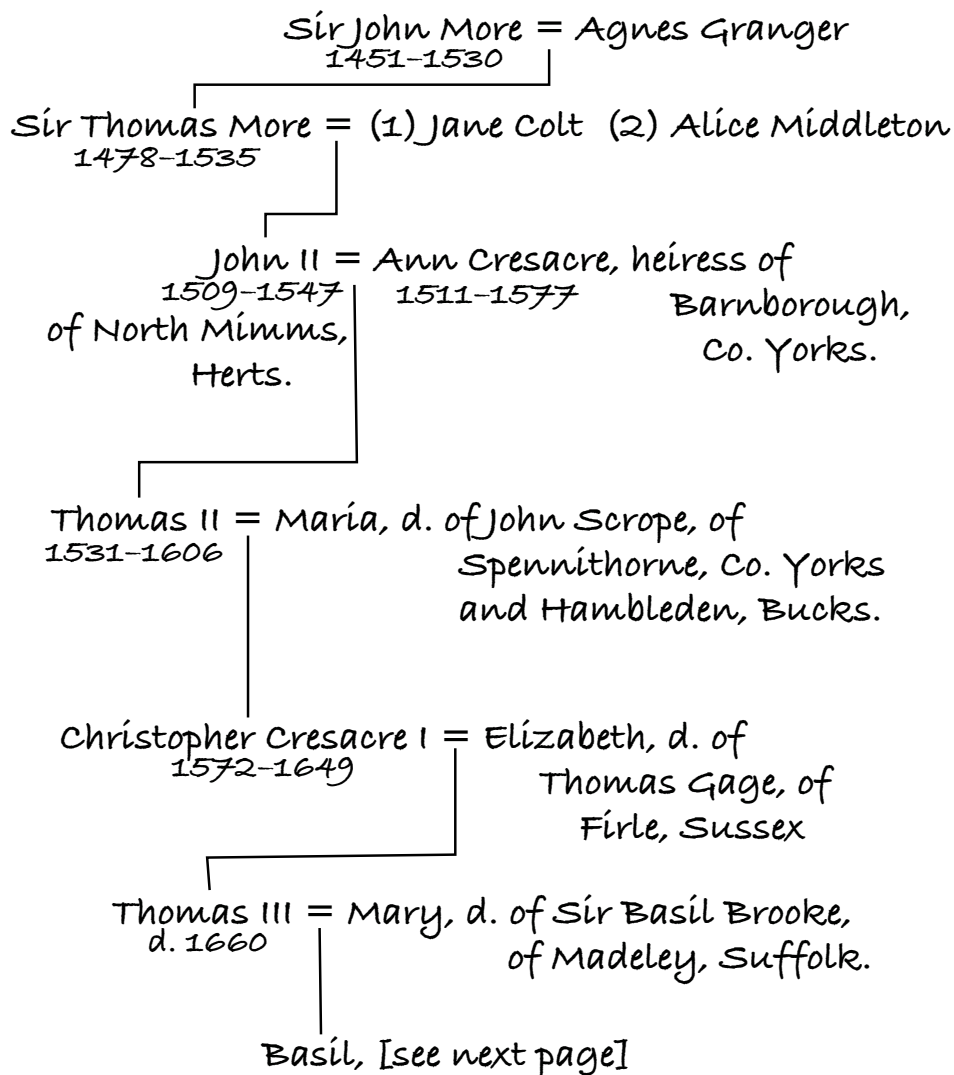 Sir John More = Agnes Granger
1451–1530
Sir Thomas More = (1) Jane Colt (2) Alice Middleton
1478–1535
John II = Ann Cresacre, heiress of
1509–1547 1511–1577 Barnborough,
of North Mimms, Co. Yorks.
Herts.
Thomas II = Maria, d. of John Scrope, of
1531–1606 Spennithorne, Co. Yorks
and Hambleden, Bucks.
Christopher Cresacre I = Elizabeth, d. of
1572–1649 Thomas Gage, of
Firle, Sussex
Thomas III = Mary, d. of Sir Basil Brooke,
d. 1660 of Madeley, Suffolk.
Basil, [see next page]